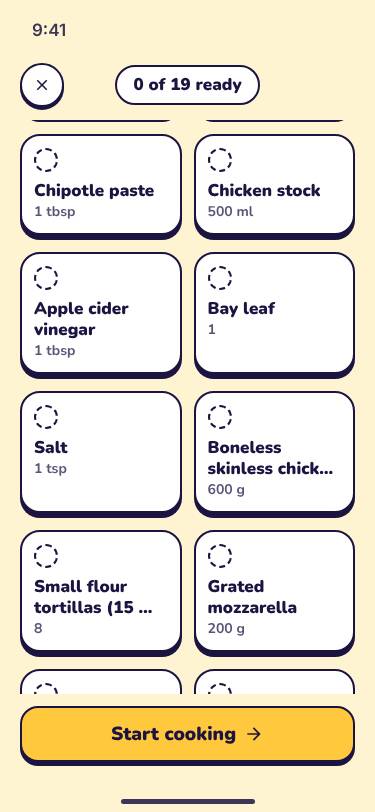 9:41
0 of 19 ready
Chipotle paste
1 tbsp
Chicken stock
500 ml
Apple cider
vinegar
1 tbsp
Bay leaf
1
Salt
1 tsp
Boneless
skinless chick...
600 g
Small flour
tortillas (15 ...
8
Grated
mozzarella
200 g
Start cooking →